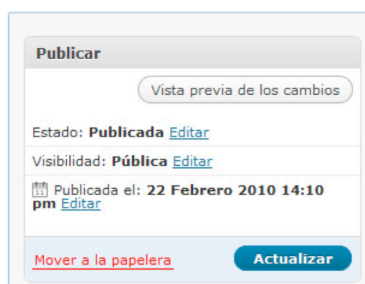 Publicar
Vista previa de los cambios
Estado: Publicada Editar
Visibilidad: Pública Editar
Publicada el: 22 Febrero 2010 14:10
pm Editar
Mover a la papelera
Actualizar